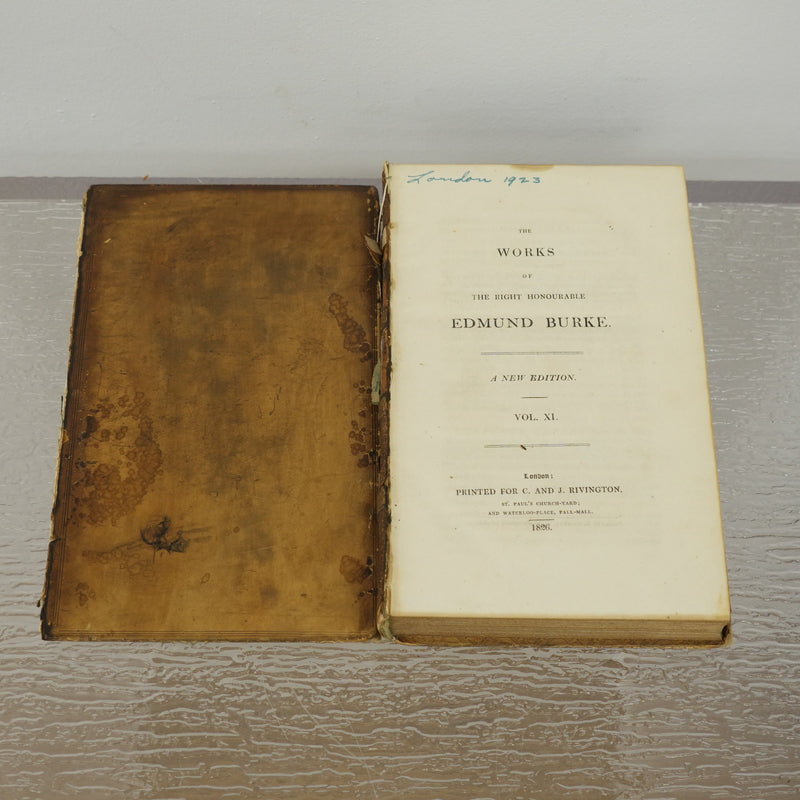 London 1923
THE
WORKS
OF
THE RIGHT HONOURABLE
EDMUND BURKE.
A NEW EDITION.
VOL. XI.
London:
PRINTED FOR C. AND J. RIVINGTON,
ST. PAUL'S CHURCH-YARD;
AND WATERLOO-PLACE, PALL-MALL.
1826.